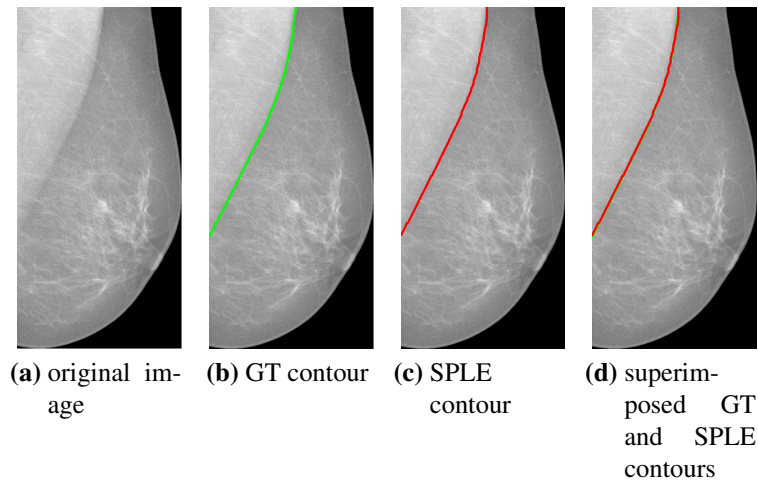 (a) original im-
age
(b) GT contour
(c) SPLE
contour
(d) superim-
posed GT
and SPLE
contours